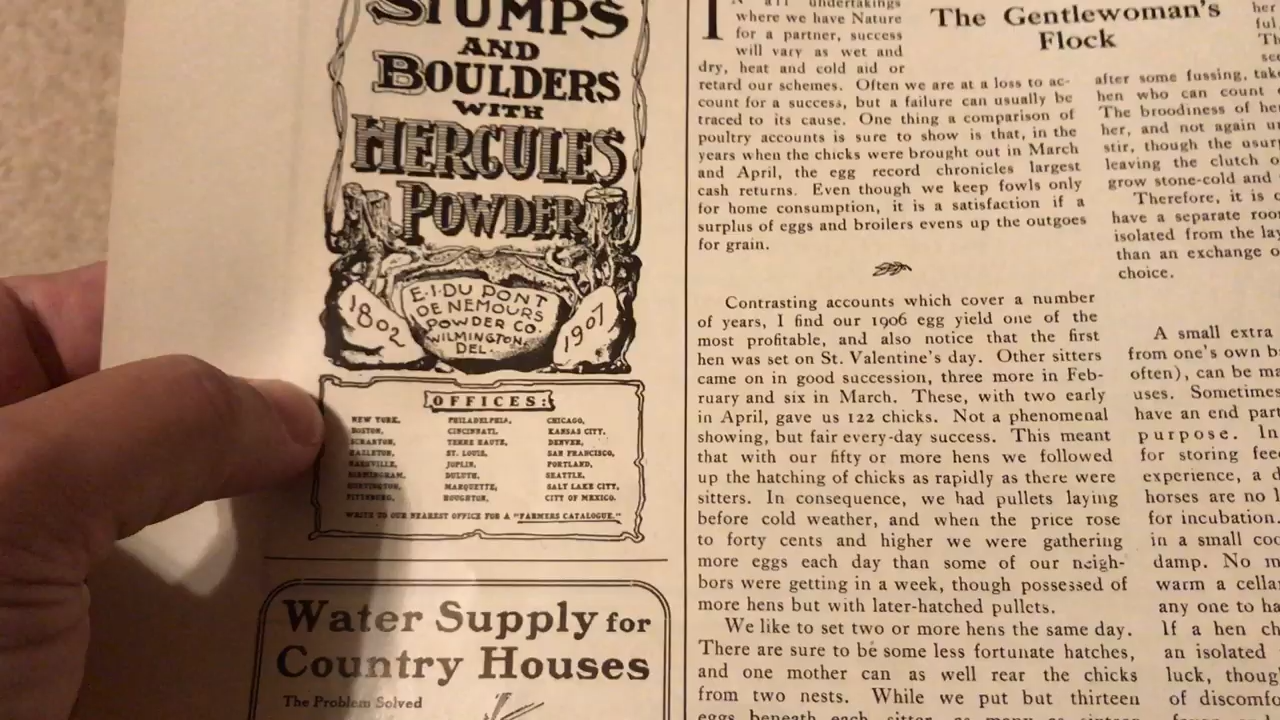 STUMPS
AND
BOULDERS
WITH
HERCULES
POWDER
E.I. DU PONT
DE NEMOURS
POWDER CO.
WILMINGTON,
DEL.
1802
1907
OFFICES:
NEW YORK, PHILADELPHIA, CHICAGO,
BOSTON, CINCINNATI, KANSAS CITY,
SCRANTON, TERRE HAUTE, DENVER,
HAZLETON, ST. LOUIS, SAN FRANCISCO,
NASHVILLE, JOPLIN, PORTLAND,
BIRMINGHAM, DULUTH, SEATTLE,
HUNTINGTON, MARQUETTE, SALT LAKE CITY,
PITTSBURG, HOUGHTON, CITY OF MEXICO.
WRITE TO OUR NEAREST OFFICE FOR A "FARMERS CATALOGUE."
Water Supply for
Country Houses
The Problem Solved
The Gentlewoman's
Flock
IN all undertakings
where we have Nature
for a partner, success
will vary as wet and
dry, heat and cold aid or
retard our schemes. Often we are at a loss to ac-
count for a success, but a failure can usually be
traced to its cause. One thing a comparison of
poultry accounts is sure to show is that, in the
years when the chicks were brought out in March
and April, the egg record chronicles largest
cash returns. Even though we keep fowls only
for home consumption, it is a satisfaction if a
surplus of eggs and broilers evens up the outgoes
for grain.
Contrasting accounts which cover a number
of years, I find our 1906 egg yield one of the
most profitable, and also notice that the first
hen was set on St. Valentine's day. Other sitters
came on in good succession, three more in Feb-
ruary and six in March. These, with two early
in April, gave us 122 chicks. Not a phenomenal
showing, but fair every-day success. This meant
that with our fifty or more hens we followed
up the hatching of chicks as rapidly as there were
sitters. In consequence, we had pullets laying
before cold weather, and when the price rose
to forty cents and higher we were gathering
more eggs each day than some of our neigh-
bors were getting in a week, though possessed of
more hens but with later-hatched pullets.
We like to set two or more hens the same day.
There are sure to be some less fortunate hatches,
and one mother can as well rear the chicks
from two nests. While we put but thirteen
eggs beneath each sitter, as many as
her
ful
after some fussing, take
hen who can count
The broodiness of he
her, and not again u
stir, though the usur
leaving the clutch o
grow stone-cold and
Therefore, it is
have a separate roo
isolated from the lay
than an exchange o
choice.
A small extra
from one's own b
often), can be ma
uses. Sometimes
have an end par
purpose. In
for storing fee
experience, a d
horses are no
for incubation.
in a small coo
damp. No m
warm a cella
any one to ha
If a hen ch
an isolated
luck, thoug
of discomfo